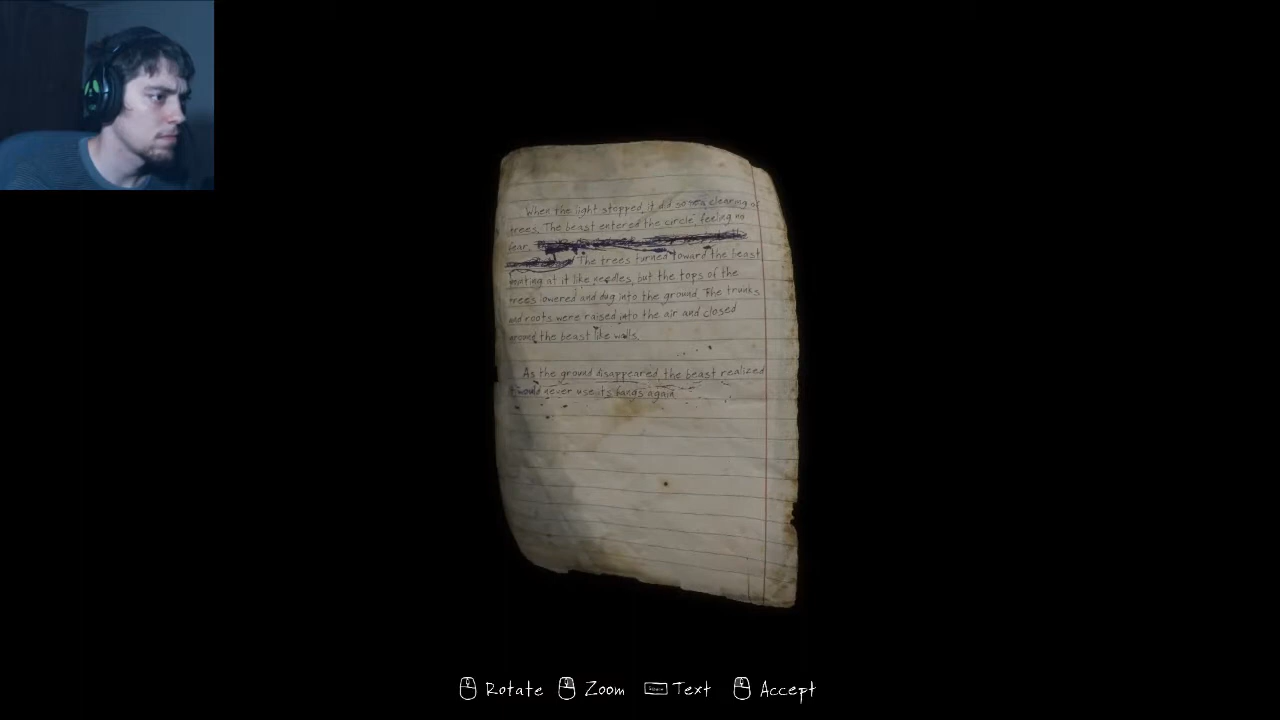 When the light stopped, it did so near clearing of
trees. The beast entered the circle, feeling no
fear.
The trees turned toward the beast
pointing at it like needles, but the tops of the
trees lowered and dug into the ground. The trunks
and roots were raised into the air and closed
around the beast like walls.
As the ground disappeared, the beast realized
it would never use its fangs again
Rotate Zoom Text Accept